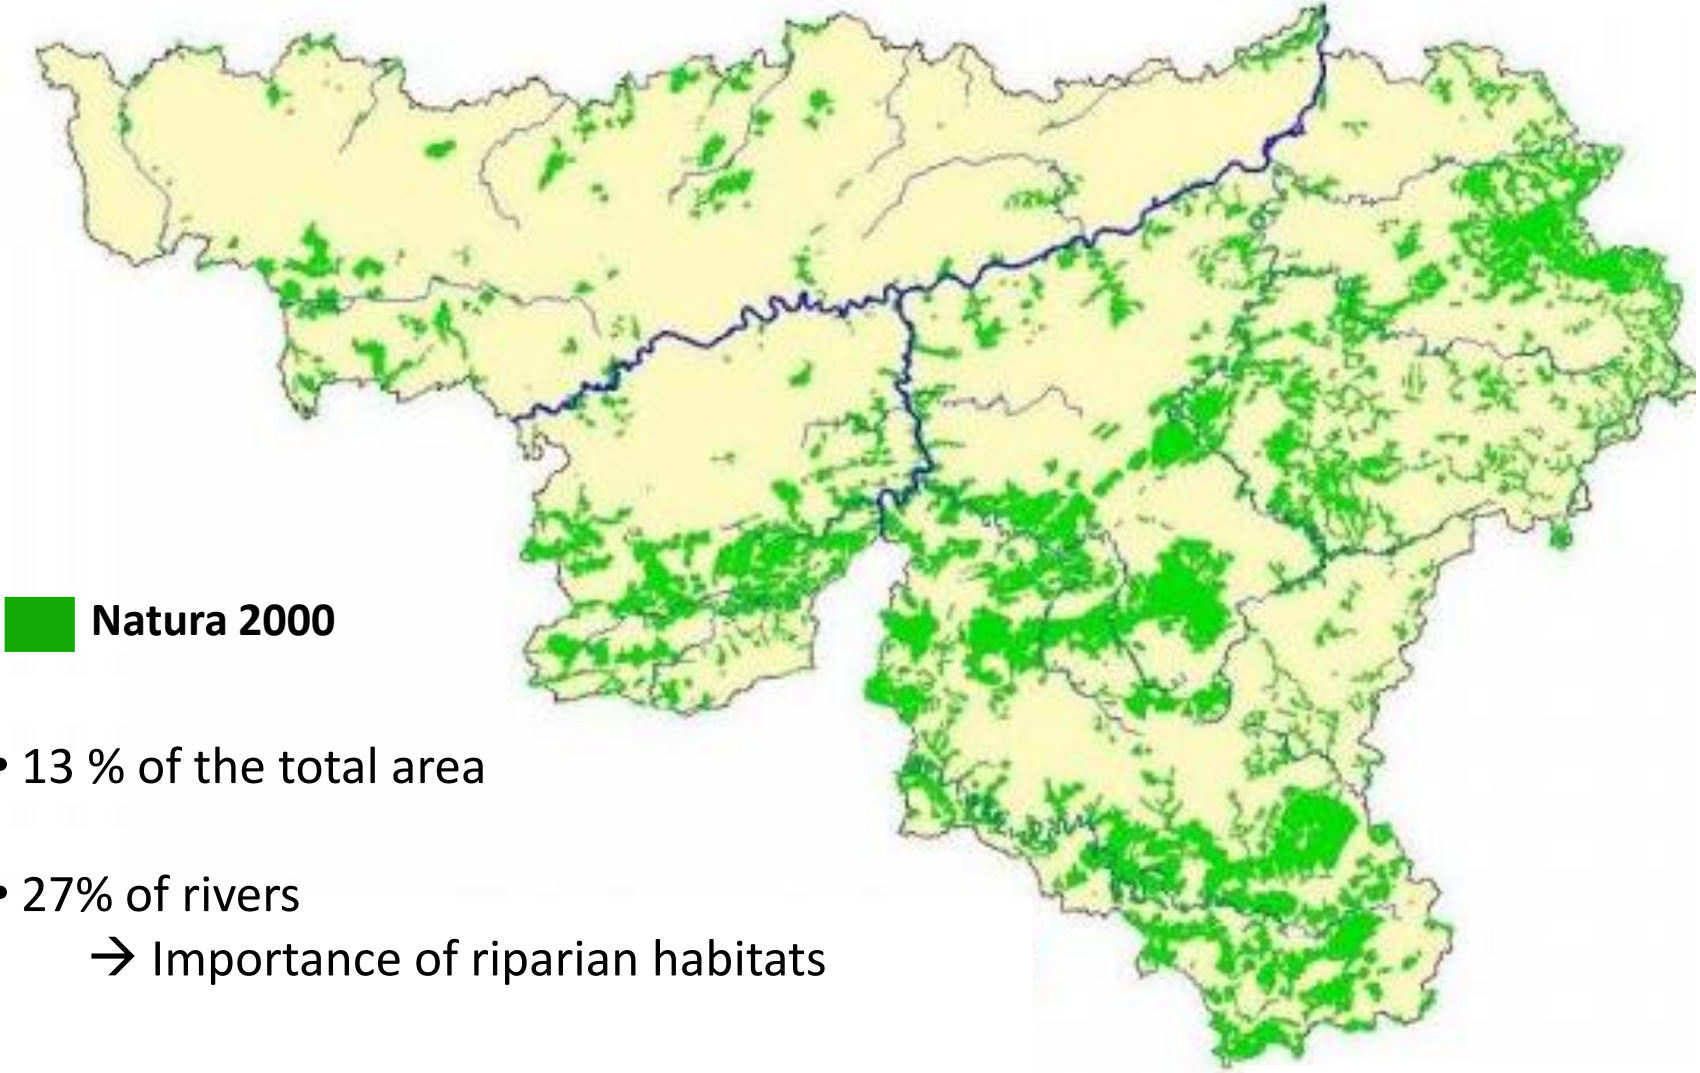 Natura 2000
• 13 % of the total area
• 27% of rivers
→ Importance of riparian habitats